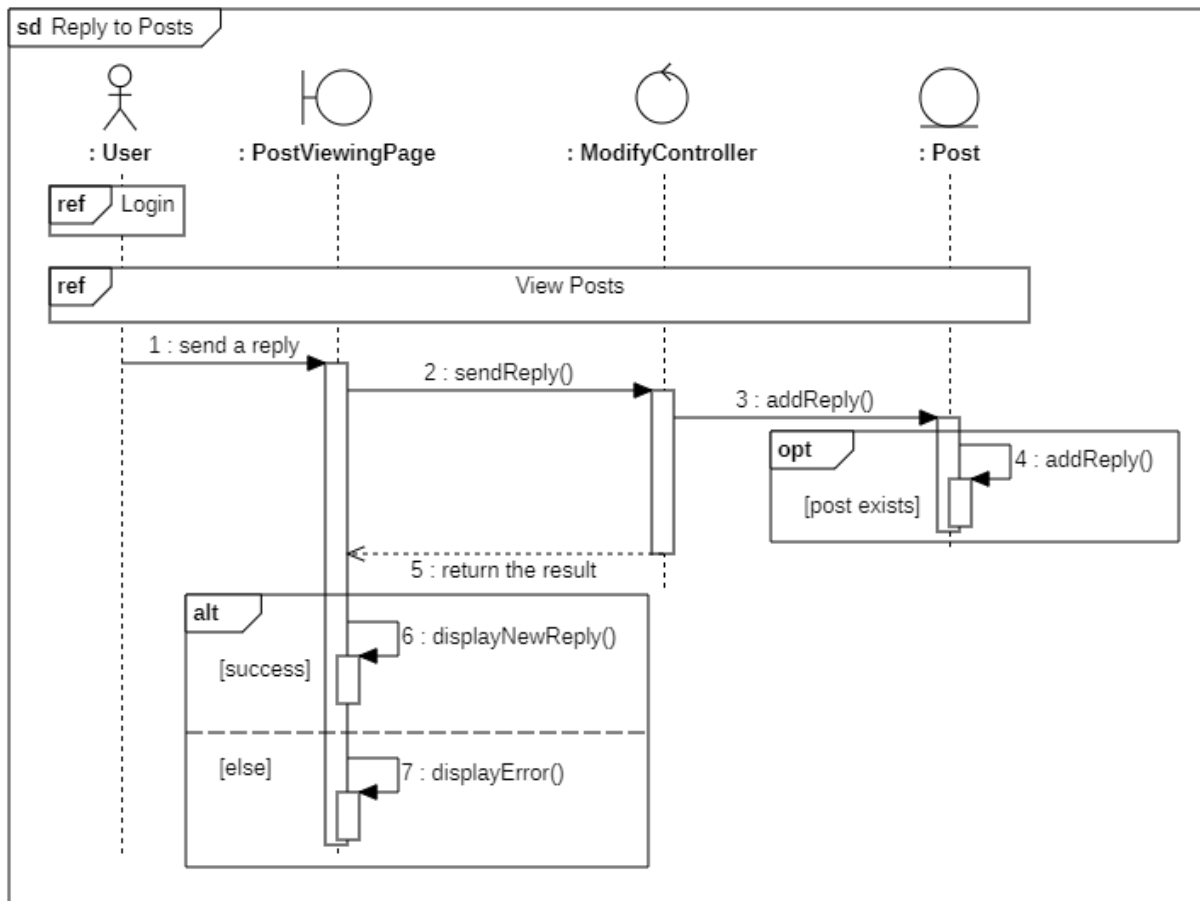 sd Reply to Posts
: User
: PostViewingPage
: ModifyController
: Post
ref Login
ref View Posts
1 : send a reply
2 : sendReply()
3 : addReply()
opt
4 : addReply()
[post exists]
5 : return the result
alt
6 : displayNewReply()
[success]
[else]
7 : displayError()